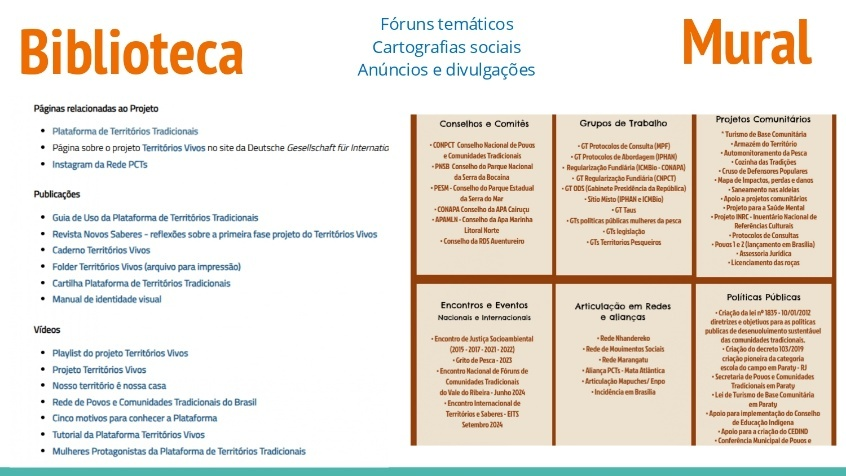 Biblioteca
Fóruns temáticos
Cartografias sociais
Anúncios e divulgações
Mural
Páginas relacionadas ao Projeto
• Plataforma de Territórios Tradicionais
• Página sobre o projeto Territórios Vivos no site da Deutsche Gesellschaft für Internatio
• Instagram da Rede PCTs
Publicações
• Guia de Uso da Plataforma de Territórios Tradicionais
• Revista Novos Saberes - reflexões sobre a primeira fase projeto do Territórios Vivos
• Caderno Territórios Vivos
• Folder Territórios Vivos (arquivo para impressão)
• Cartilha Plataforma de Territórios Tradicionais
• Manual de identidade visual
Vídeos
• Playlist do projeto Territórios Vivos
• Projeto Territórios Vivos
• Nosso território é nossa casa
• Rede de Povos e Comunidades Tradicionais do Brasil
• Cinco motivos para conhecer a Plataforma
• Tutorial da Plataforma Territórios Vivos
• Mulheres Protagonistas da Plataforma de Territórios Tradicionais
Conselhos e Comitês
• CONPCT Conselho Nacional de Povos
e Comunidades Tradicionais
• PNSB Conselho do Parque Nacional
da Serra da Bocaina
• PESM - Conselho do Parque Estadual
da Serra do Mar
• CONAPA Conselho da APA Cairuçu
• APAMLN - Conselho da Apa Marinha
Litoral Norte
• Conselho da RDS Aventureiro
Grupos de Trabalho
• GT Protocolos de Consulta (MPF)
• GT Protocolos de Abordagem (IPHAN)
• Regularização Fundiária (ICMBio - CONAPA)
• GT Regularização Fundiária (CNPCT)
• GT ODS (Gabinete Presidência da República)
• Sítio Misto (IPHAN e ICMBio)
• GT Taus
• GTs políticas públicas mulheres da pesca
• GTs legislação
• GTs Territorios Pesqueiros
Projetos Comunitários
* Turismo de Base Comunitária
• Armazém do Território
• Automonitoramento da Pesca
• Cozinha das Tradições
• Cruso de Defensores Populares
• Mapa de Impactos, perdas e danos
• Saneamento nas aldeias
• Apoio a projetos comunitários
• Projeto para a Saúde Mental
• Projeto INRC - Inventário Nacional de
Referências Culturais
• Protocolos de Consultas
• Povos 1 e 2 (lançamento em Brasília)
• Assessoria Jurídica
• Licenciamento das roças
Encontros e Eventos
Nacionais e Internacionais
• Encontro de Justiça Socioambiental
(2015 - 2017 - 2021 - 2022)
• Grito de Pesca - 2023
• Encontro Nacional de Fóruns de
Comunidades Tradicionais
do Vale do Ribeira - Junho 2024
• Encontro Internacional de
Territórios e Saberes - EITS
Setembro 2024
Articulação em Redes
e alianças
• Rede Nhandereko
• Rede de Movimentos Sociais
• Rede Marangatu
• Aliança PCTs - Mata Atlântica
• Articulação Mapuches/ Enpo
• Incidência em Brasília
Políticas Públicas
• Criação da lei nº 1835 - 10/01/2012
diretrizes e objetivos para as políticas
publicas de desenvolvimento sustentável
das comunidades tradicionais.
• Criação do decreto 103/2019
criação pioneira da categoria
escola do campo em Paraty - RJ
• Secretaria de Povos e Comunidades
Tradicionais em Paraty
• Lei de Turismo de Base Comunitária
em Paraty
• Apoio para implementação do Conselho
de Educação Indígena
• Apoio para a criação do CEDIND
• Conferência Municipal de Povos e